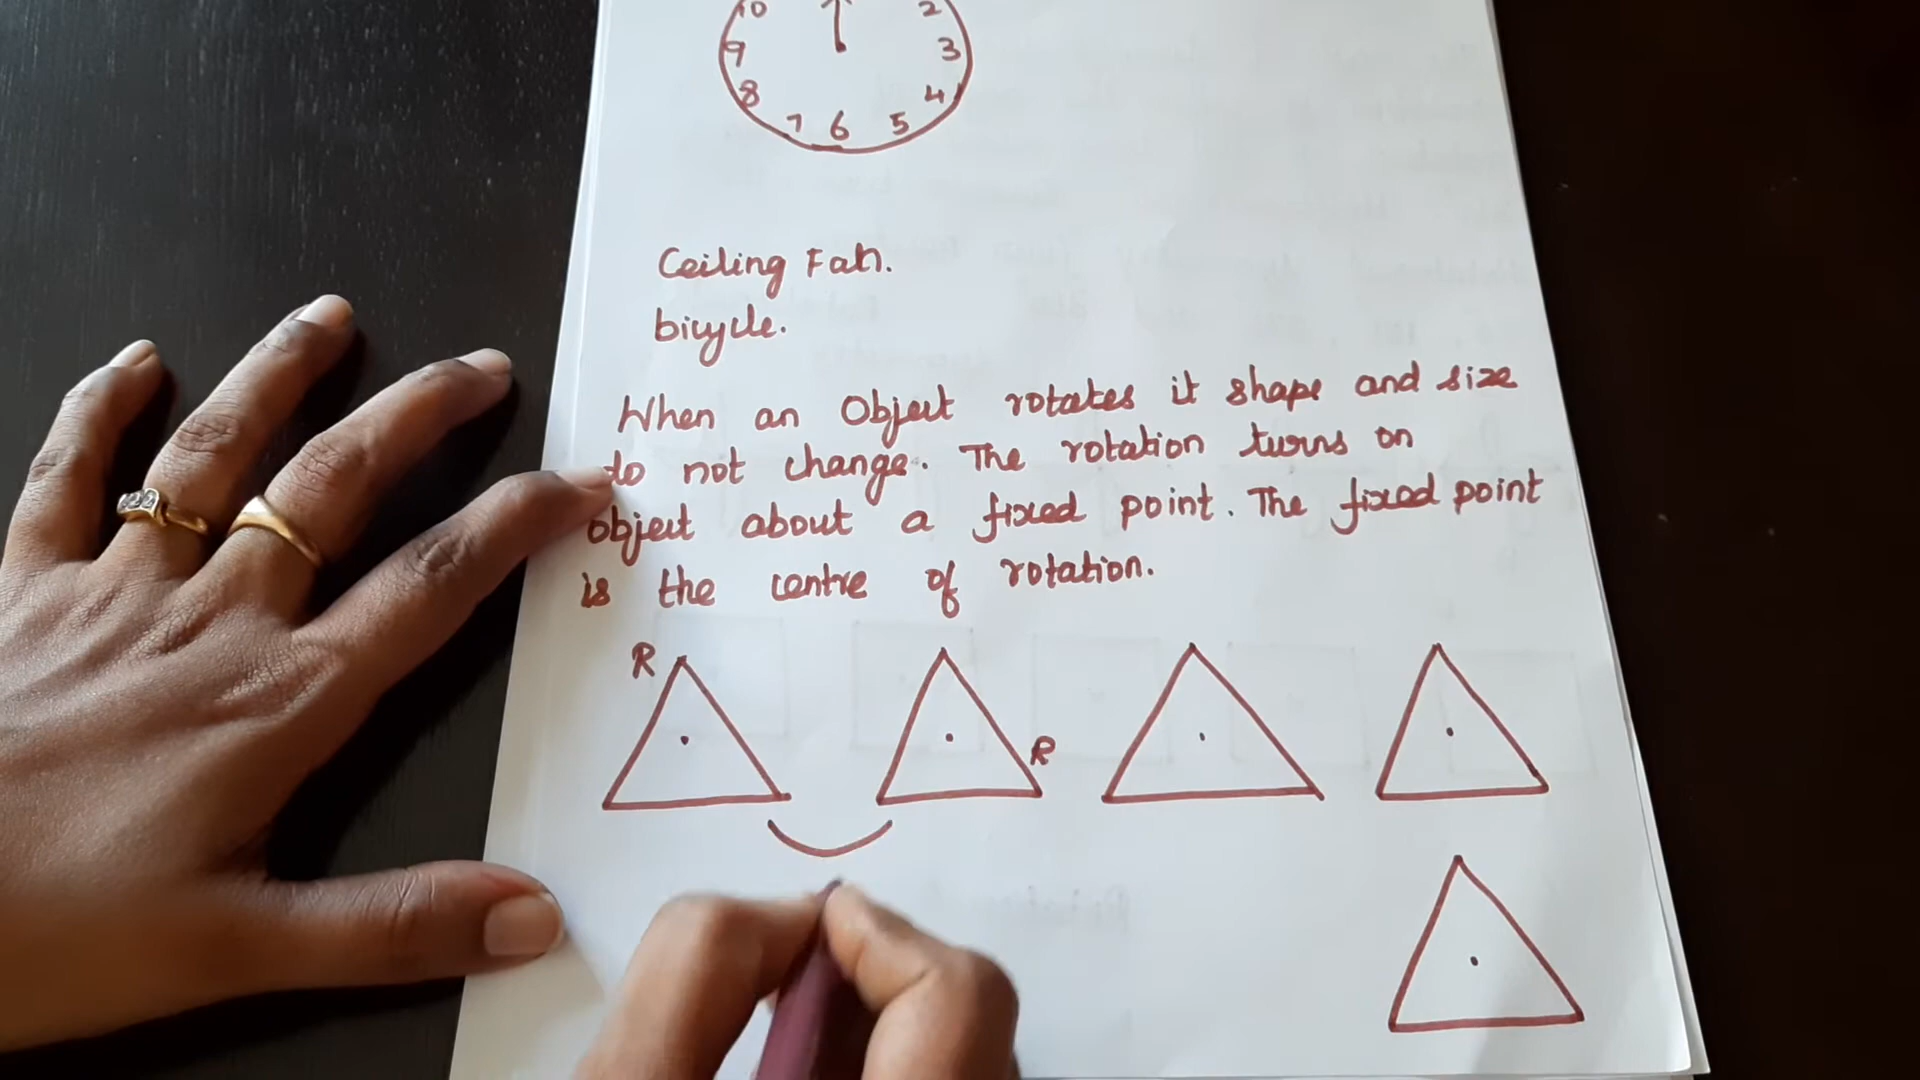 10 2
9 3
8 4
7 6 5
Ceiling Fan.
bicycle.
When an Object rotates it shape and size
do not change. The rotation turns on
object about a fixed point. The fixed point
is the centre of rotation.
R
R